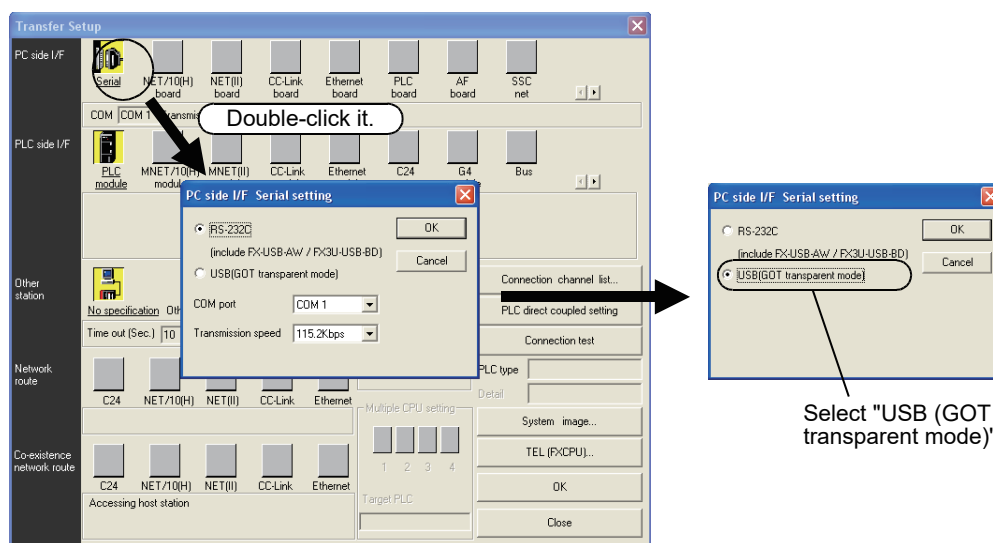 Transfer Setup
PC side I/F
Serial
NET/10(H) board
NET(II) board
CC-Link board
Ethernet board
PLC board
AF board
SSC net
COM COM 1
Double-click it.
PLC side I/F
PLC module
MNET/10(H)
MNET(II)
CC-Link
Ethernet
C24
G4
Bus
PC side I/F Serial setting
RS-232C
(include FX-USB-AW / FX3U-USB-BD)
USB(GOT transparent mode)
COM port
COM 1
Transmission speed
115.2Kbps
OK
Cancel
Other station
No specification
Time out (Sec.)
10
Connection channel list...
PLC direct coupled setting
Connection test
PLC type
Detail
System image...
TEL (FXCPU)...
OK
Close
Network route
C24
NET/10(H)
NET(II)
CC-Link
Ethernet
Multiple CPU setting
1 2 3 4
Target PLC
Co-existence network route
C24
NET/10(H)
NET(II)
CC-Link
Ethernet
Accessing host station
PC side I/F Serial setting
RS-232C
(include FX-USB-AW / FX3U-USB-BD)
USB(GOT transparent mode)
OK
Cancel
Select "USB (GOT
transparent mode)"